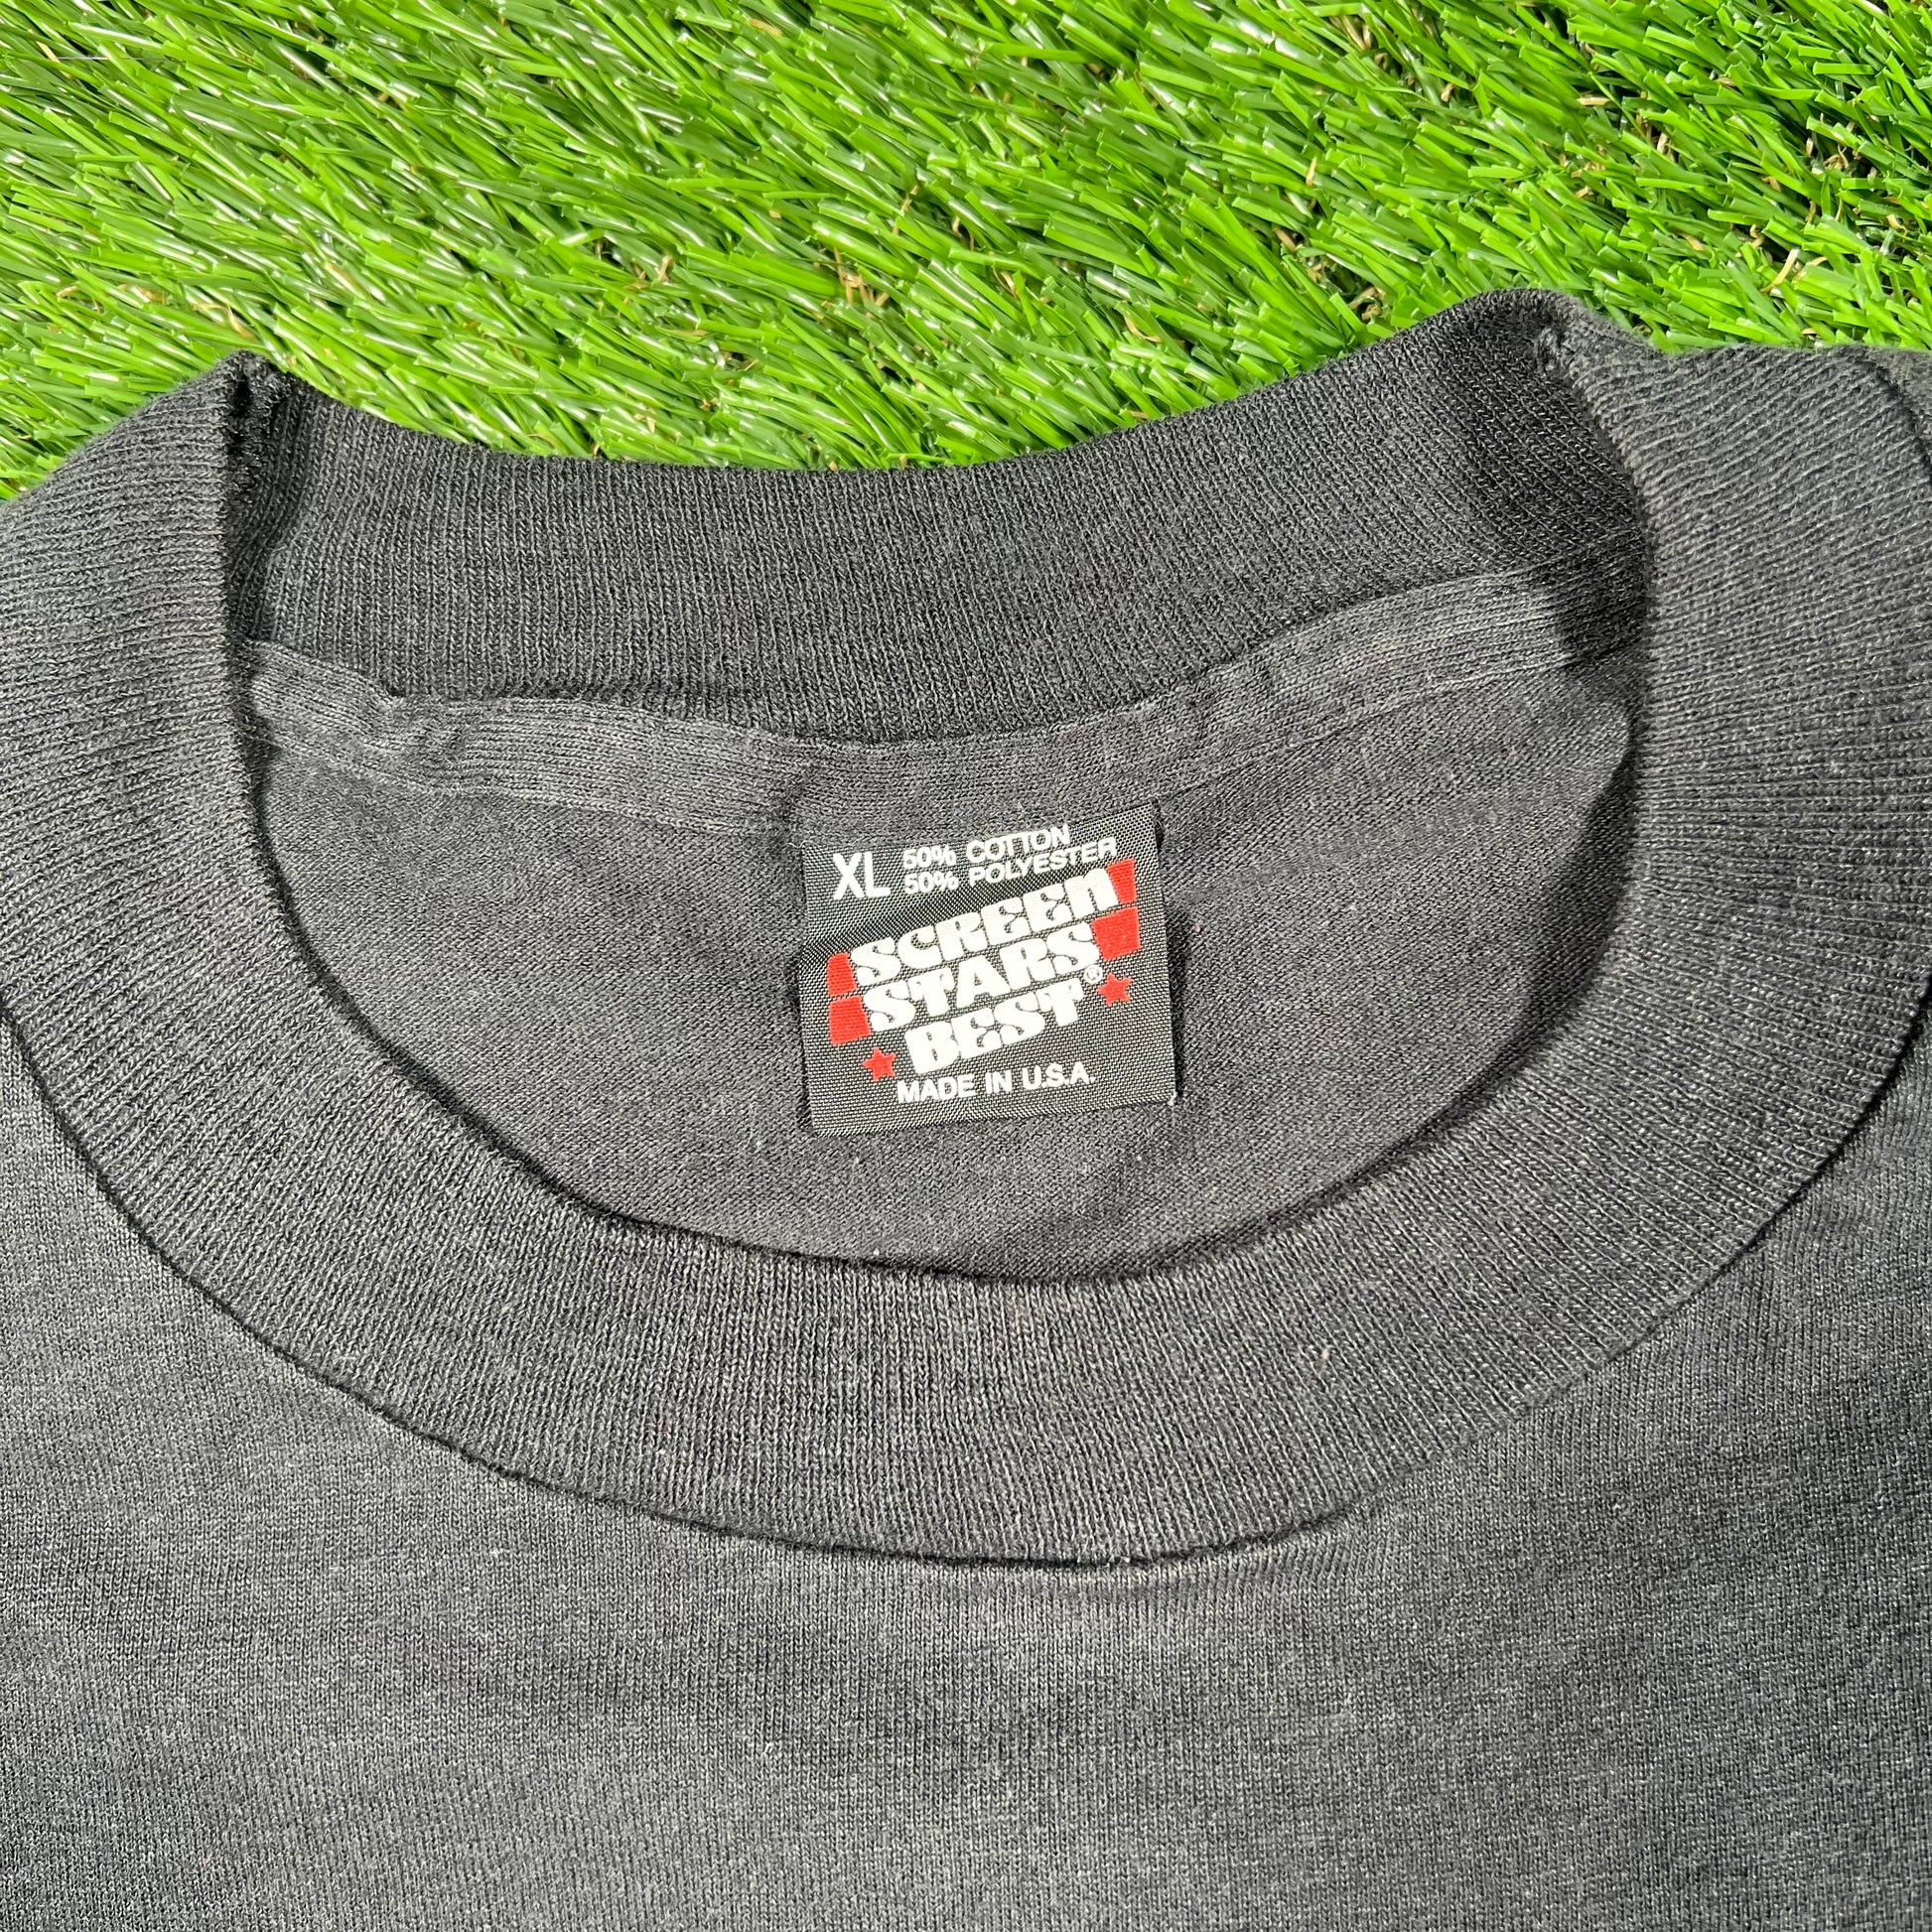 XL 50% COTTON
50% POLYESTER
SCREEN
STARS
BEST®
MADE IN U.S.A.